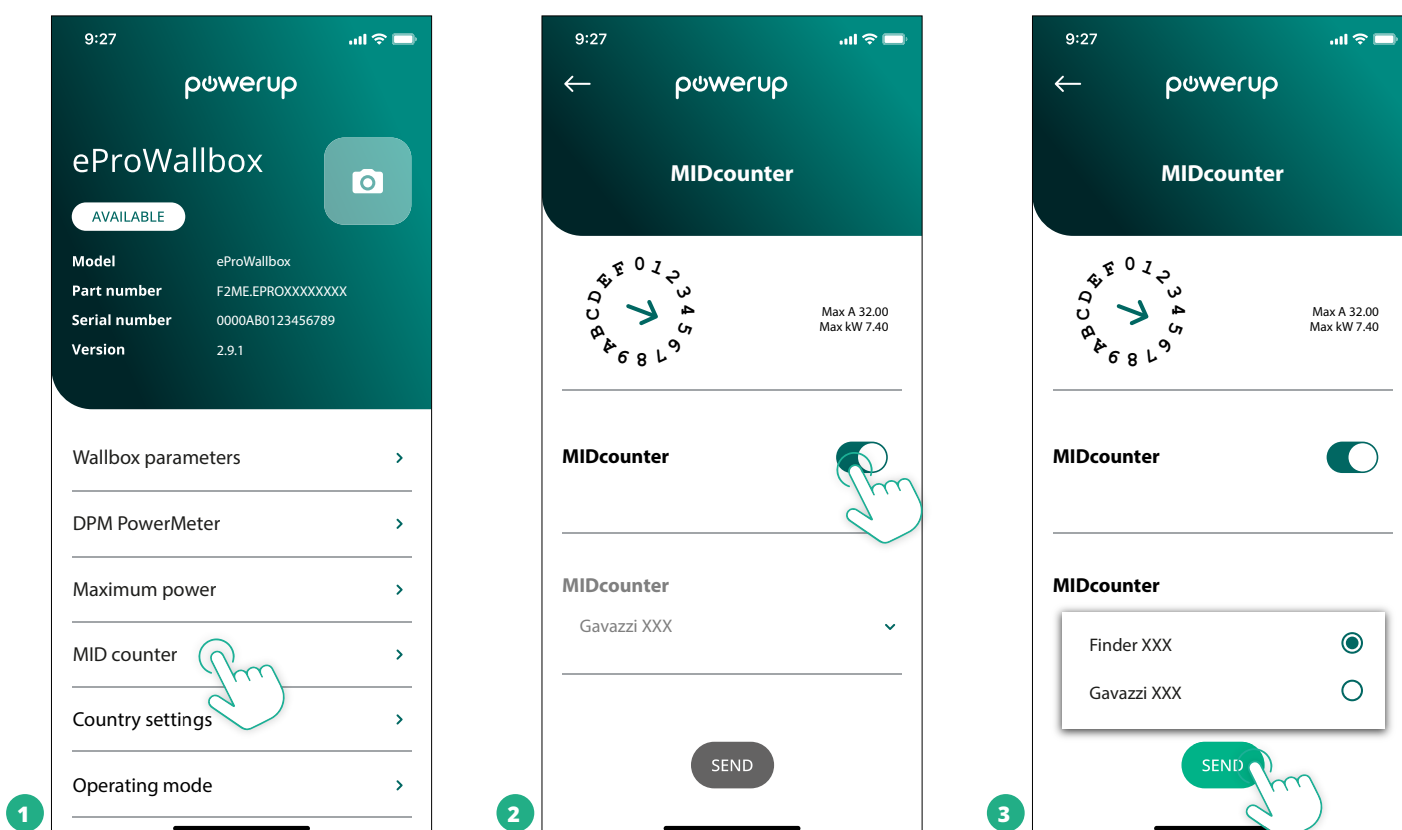 9:27
powerup
eProWallbox
AVAILABLE
Model eProWallbox
Part number F2ME.EPROXXXXXXXX
Serial number 0000AB0123456789
Version 2.9.1
Wallbox parameters
DPM PowerMeter
Maximum power
MID counter
Country settings
Operating mode
1
9:27
powerup
MIDcounter
0123456789ABCDEF
Max A 32.00
Max kW 7.40
MIDcounter
MIDcounter
Gavazzi XXX
SEND
2
9:27
powerup
MIDcounter
0123456789ABCDEF
Max A 32.00
Max kW 7.40
MIDcounter
MIDcounter
Finder XXX
Gavazzi XXX
SEND
3